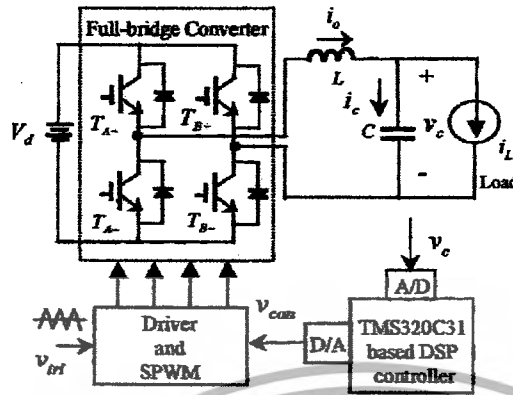 Full-bridge Converter
i_o
L
V_d
T_A+
T_B+
i_c
C
+
v_c
-
i_L
Load
T_A-
T_B-
v_c
A/D
v_con
Driver
and
SPWM
v_tri
D/A
TMS320C31
based DSP
controller